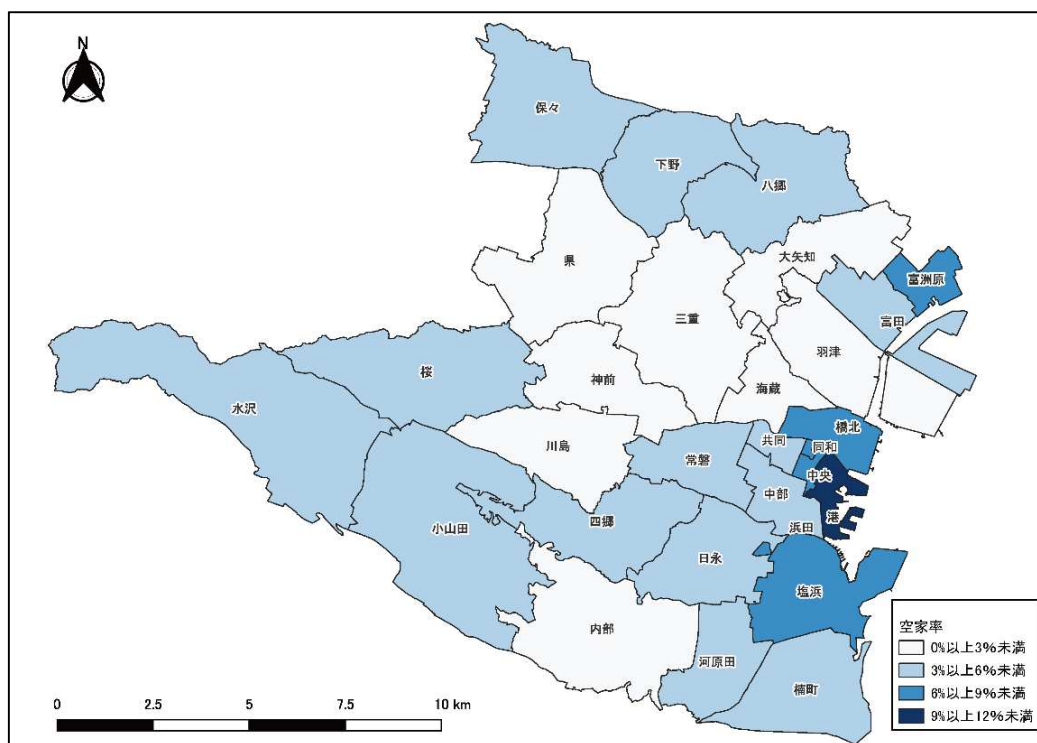 N
保々
下野
八郷
県
大矢知
富洲原
三重
富田
羽津
桜
神前
海蔵
水沢
川島
橋北
共同
同和
常磐
中央
中部
港
四郷
小山田
浜田
日永
塩浜
内部
河原田
楠町
空家率
0%以上3%未満
3%以上6%未満
6%以上9%未満
9%以上12%未満
0 2.5 5 7.5 10 km